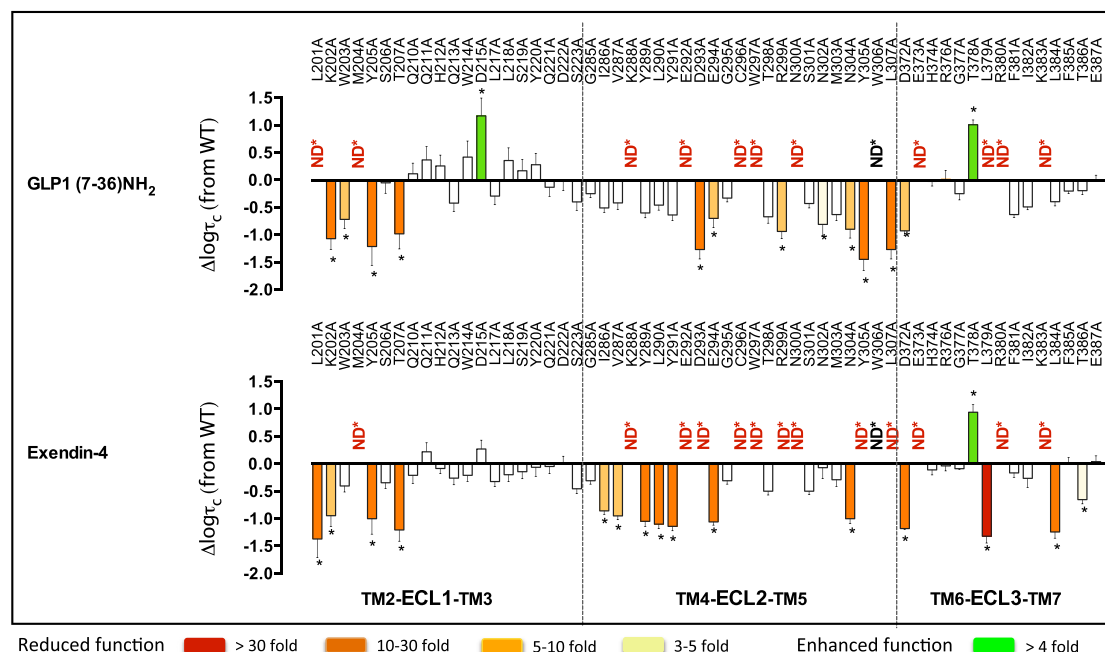 L201A K202A W203A M204A Y205A S206A T207A Q210A Q211A H212A Q213A W214A D215A L217A L218A S219A Y220A Q221A D222A S223A G285A I286A V287A K288A Y289A L290A Y291A E292A D293A E294A G295A C296A W297A T298A R299A N300A S301A N302A M303A N304A Y305A W306A L307A D372A E373A H374A R376A G377A T378A L379A R380A F381A I382A K383A L384A F385A T386A E387A
GLP1 (7-36)NH2
Δlogτc (from WT)
1.5
1.0
0.5
0.0
-0.5
-1.0
-1.5
-2.0
ND* ND* ND* ND* ND* ND* ND* ND* ND* ND* ND* ND*
* * * * * * * * * * * * * * *
L201A K202A W203A M204A Y205A S206A T207A Q210A Q211A H212A Q213A W214A D215A L217A L218A S219A Y220A Q221A D222A S223A G285A I286A V287A K288A Y289A L290A Y291A E292A D293A E294A G295A C296A W297A T298A R299A N300A S301A N302A M303A N304A Y305A W306A L307A D372A E373A H374A R376A G377A T378A L379A R380A F381A I382A K383A L384A F385A T386A E387A
Exendin-4
Δlogτc (from WT)
1.5
1.0
0.5
0.0
-0.5
-1.0
-1.5
-2.0
ND* ND* ND* ND* ND* ND* ND* ND* ND* ND* ND* ND* ND* ND*
* * * * * * * * * * * * * * * *
TM2-ECL1-TM3 TM4-ECL2-TM5 TM6-ECL3-TM7
Reduced function > 30 fold 10-30 fold 5-10 fold 3-5 fold Enhanced function > 4 fold